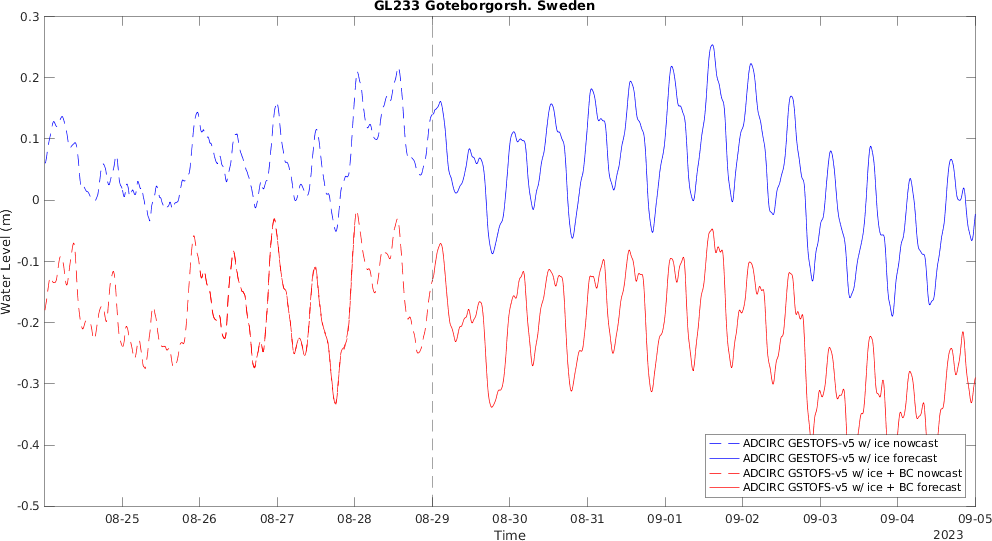 GL233 Goteborgorsh. Sweden
0.3
0.2
0.1
0
-0.1
-0.2
-0.3
-0.4
-0.5
Water Level (m)
ADCIRC GESTOFS-v5 w/ ice nowcast
ADCIRC GESTOFS-v5 w/ ice forecast
ADCIRC GSTOFS-v5 w/ ice + BC nowcast
ADCIRC GSTOFS-v5 w/ ice + BC forecast
08-25 08-26 08-27 08-28 08-29 08-30 08-31 09-01 09-02 09-03 09-04 09-05
Time
2023